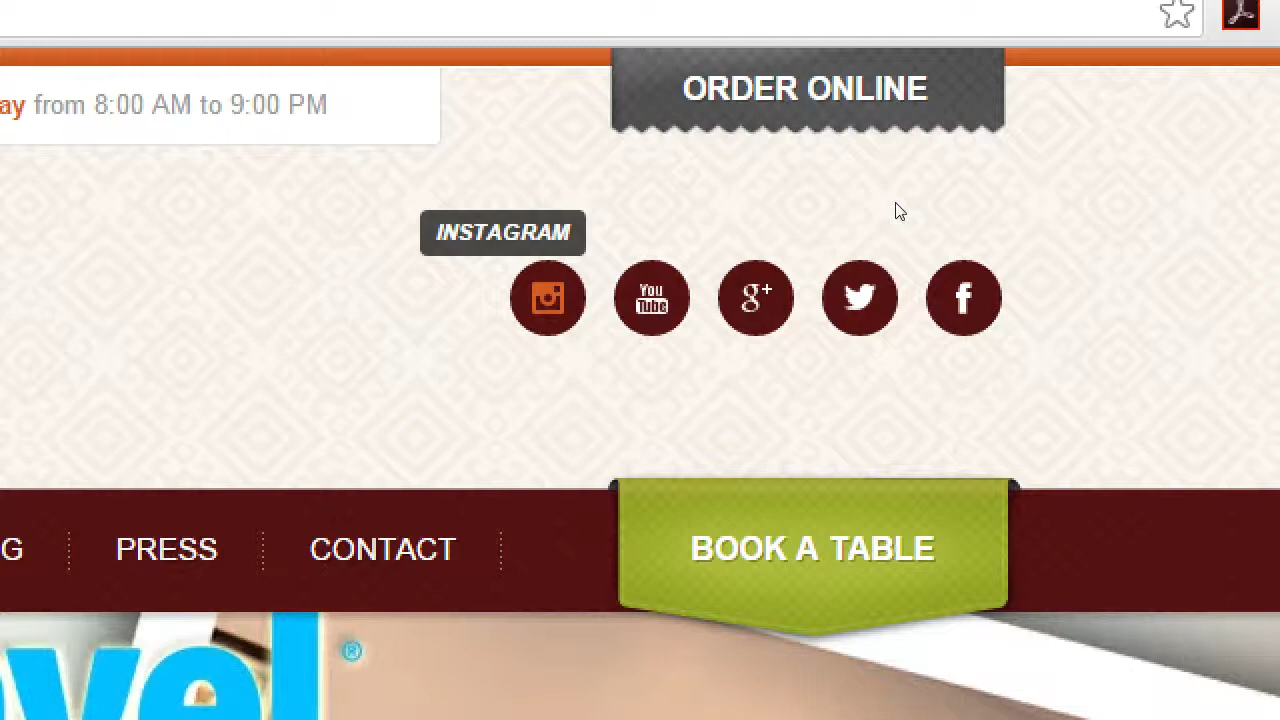 ORDER ONLINE
ay from 8:00 AM to 9:00 PM
INSTAGRAM
You
Tube
g+
f
G
PRESS
CONTACT
BOOK A TABLE
vel®